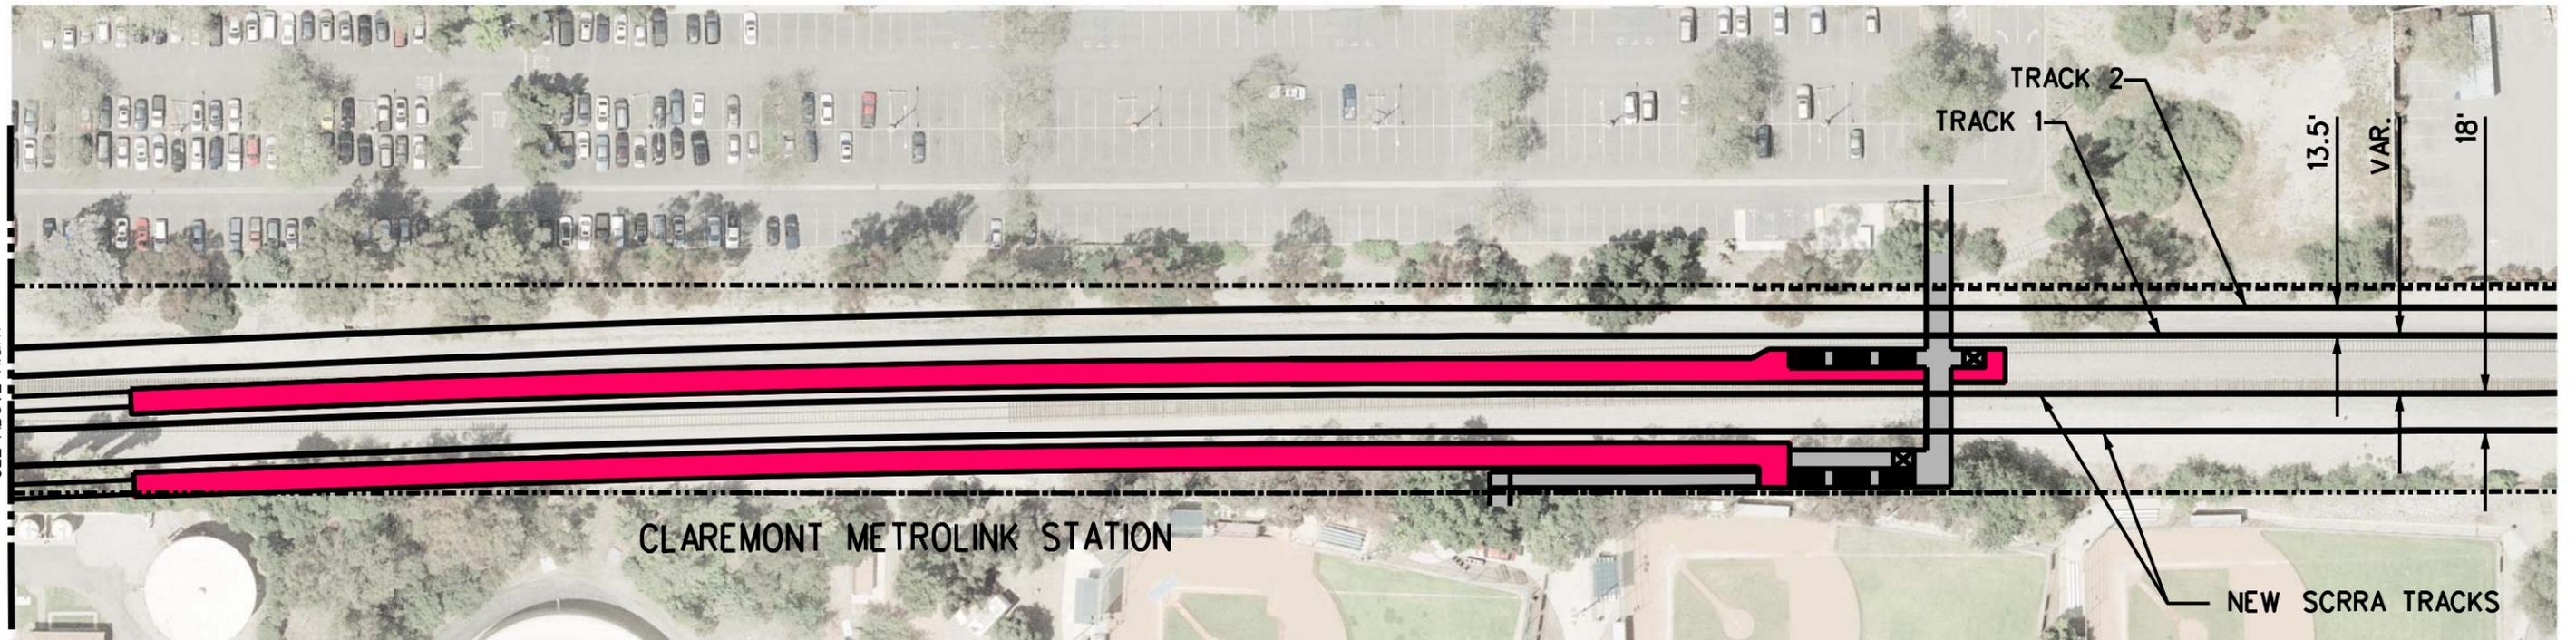 TRACK 2
TRACK 1
13.5'
VAR.
18'
CLAREMONT METROLINK STATION
NEW SCRRA TRACKS